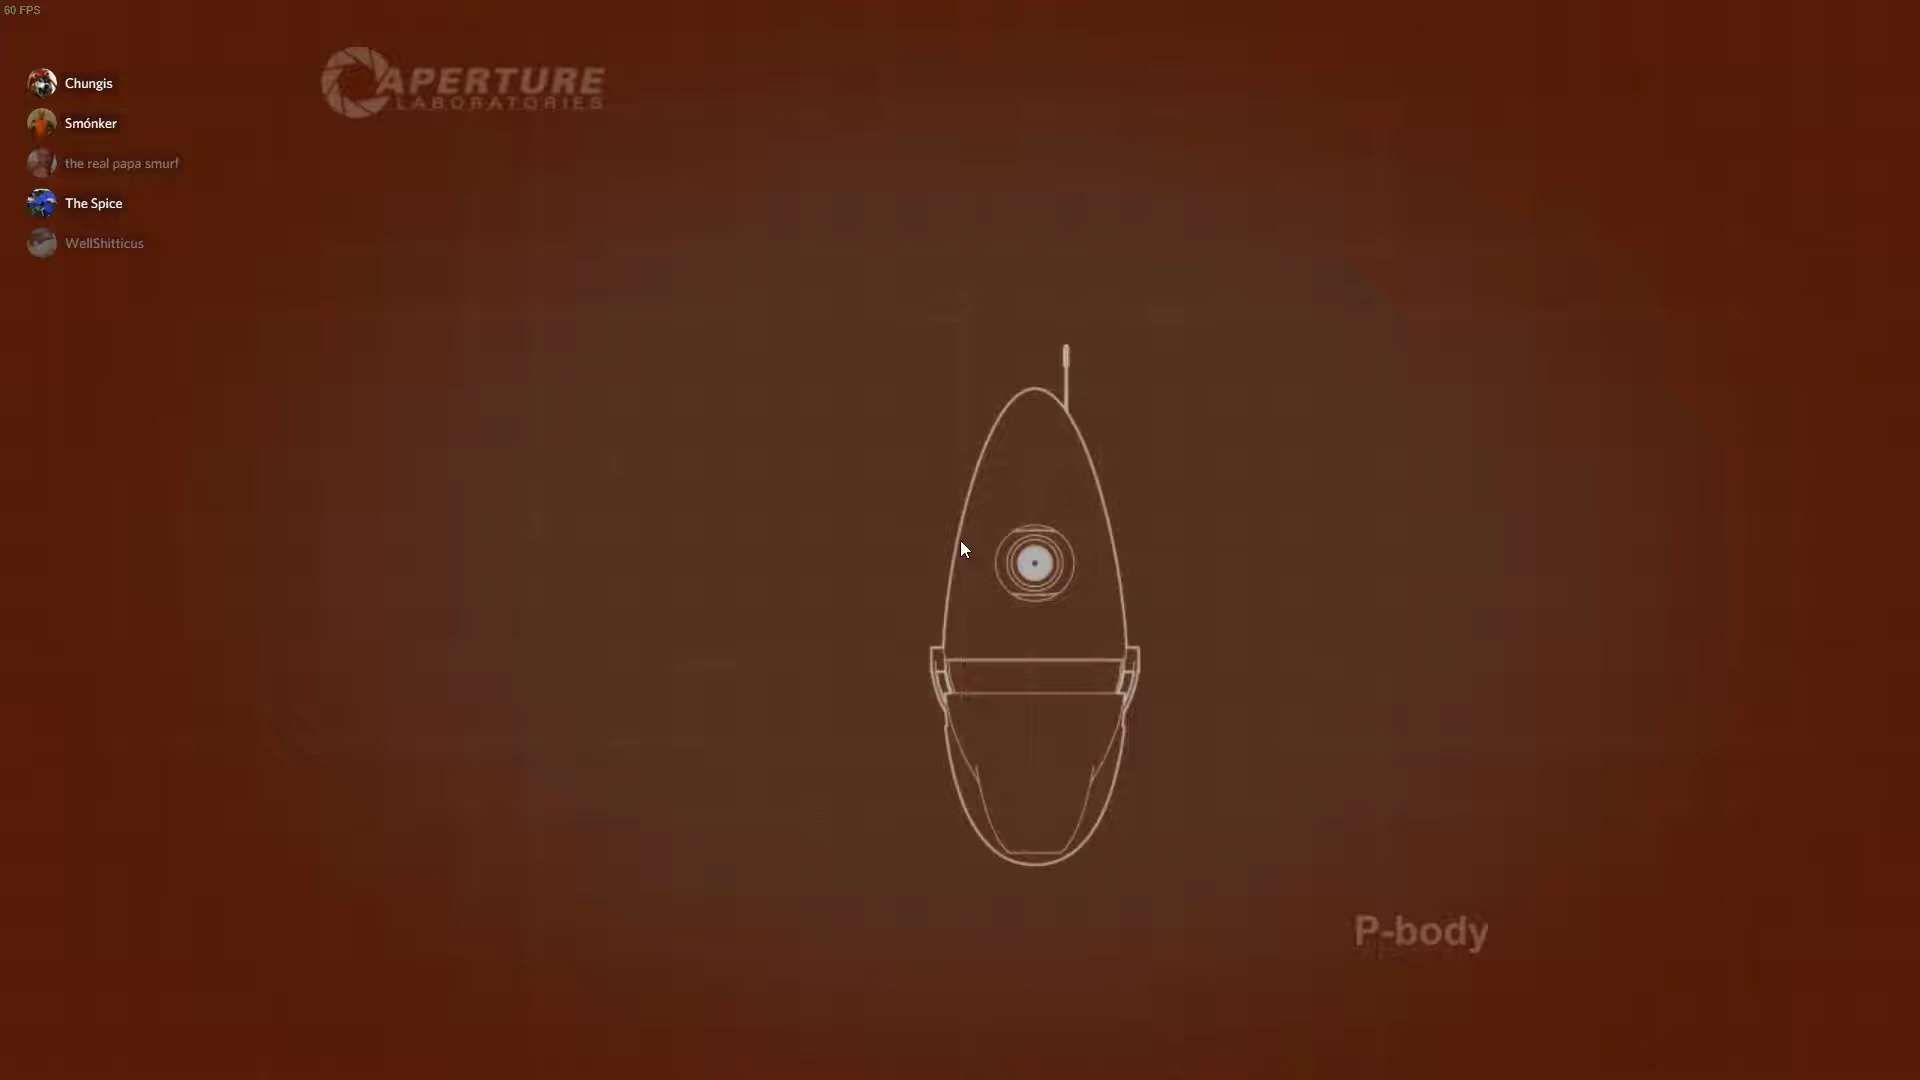 60 FPS
APERTURE
LABORATORIES
Chungis
Smónker
the real papa smurf
The Spice
WellShitticus
P-body